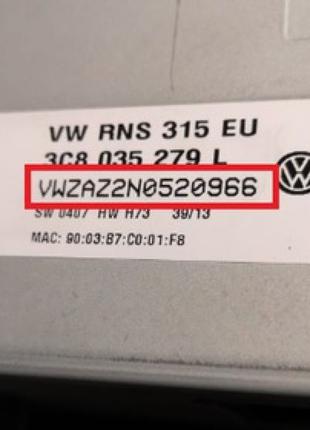 VW RNS 315 EU
3C8 035 279 L
VWZAZ2N0520966
SW 0407 HW H73 39/13
MAC: 90:03:B7:C0:01:F8